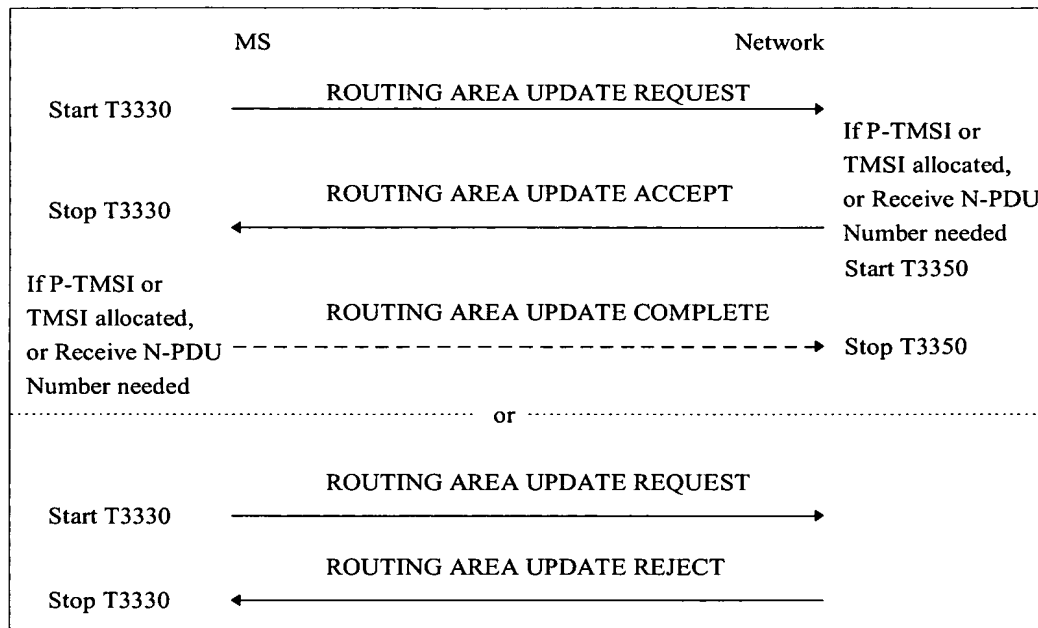 MS
Network
ROUTING AREA UPDATE REQUEST
Start T3330
If P-TMSI or
TMSI allocated,
or Receive N-PDU
Number needed
Start T3350
ROUTING AREA UPDATE ACCEPT
Stop T3330
If P-TMSI or
TMSI allocated,
or Receive N-PDU
Number needed
ROUTING AREA UPDATE COMPLETE
Stop T3350
or
ROUTING AREA UPDATE REQUEST
Start T3330
ROUTING AREA UPDATE REJECT
Stop T3330